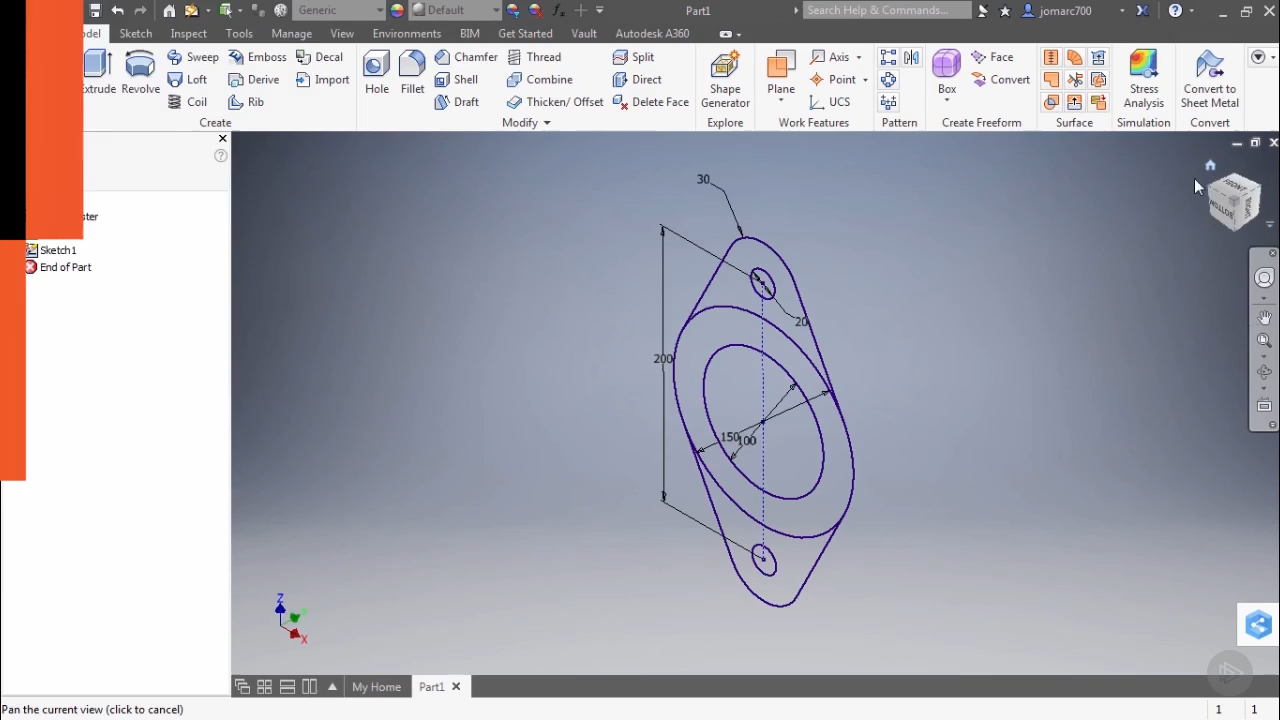 Generic Default Part1 Search Help & Commands... jomarc700
del Sketch Inspect Tools Manage View Environments BIM Get Started Vault Autodesk A360
xtrude Revolve Sweep Emboss Decal
Loft Derive Import
Coil Rib
Create
Hole Fillet Chamfer Thread Split
Shell Combine Direct
Draft Thicken/ Offset Delete Face
Modify
Shape
Generator
Explore
Plane Axis
Point
UCS
Work Features
Pattern
Box Face
Convert
Create Freeform
Surface
Stress
Analysis
Simulation
Convert to
Sheet Metal
Convert
ster
Sketch1
End of Part
30
20
200
150
100
FRONT
BOTTOM
Z
X
My Home Part1
Pan the current view (click to cancel) 1 1